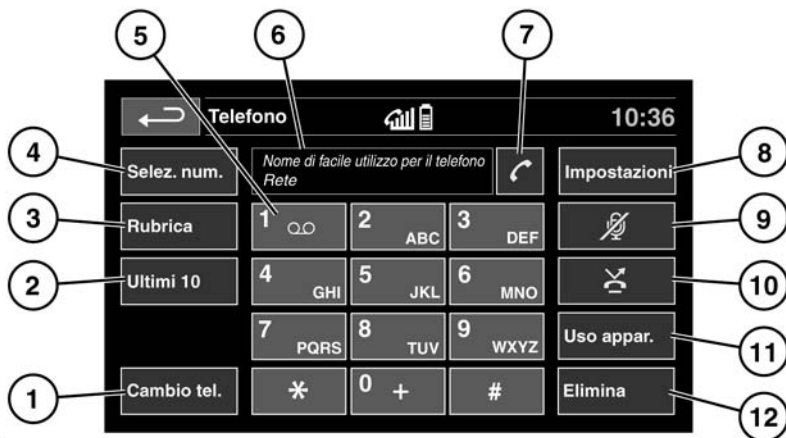 5
6
7
Telefono
10:36
4
Selez. num.
Nome di facile utilizzo per il telefono
Rete
Impostazioni
8
3
Rubrica
1
2 ABC
3 DEF
9
2
Ultimi 10
4 GHI
5 JKL
6 MNO
10
7 PQRS
8 TUV
9 WXYZ
Uso appar.
11
1
Cambio tel.
*
0 +
#
Elimina
12